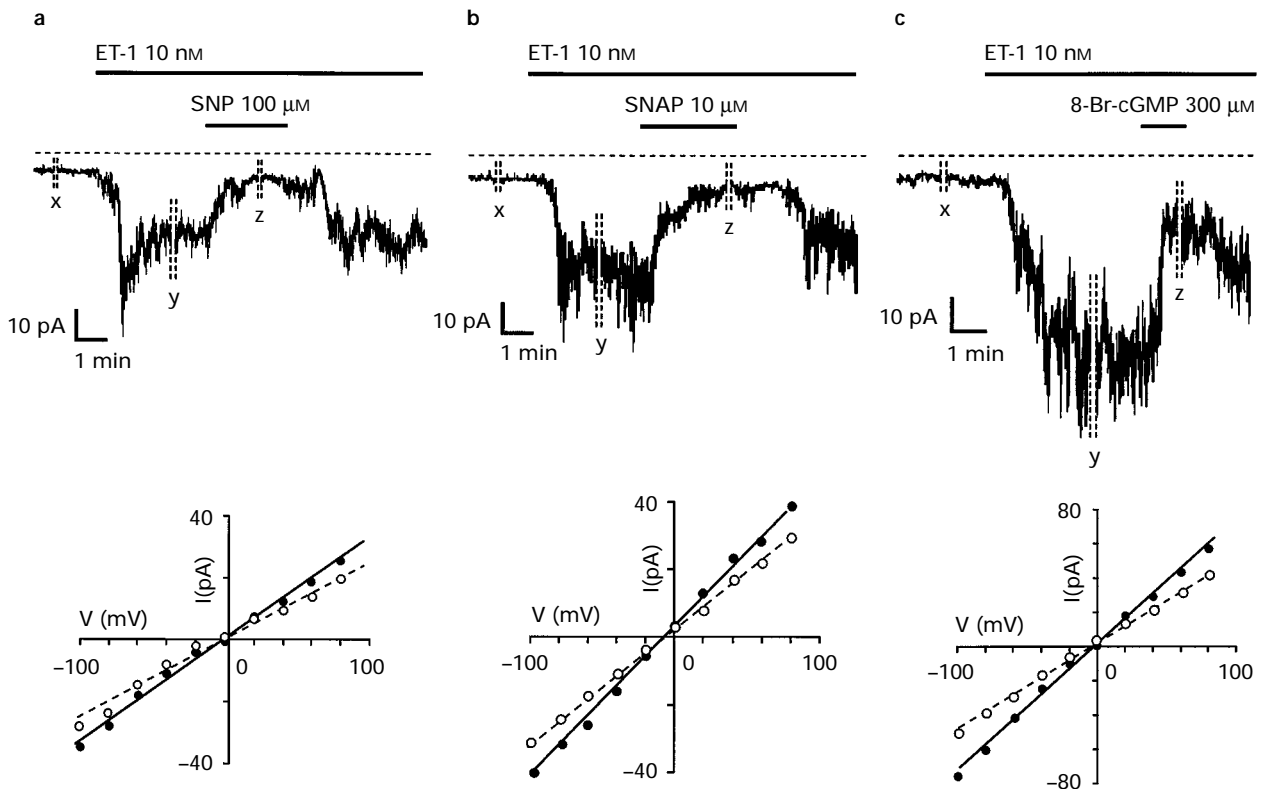 a
ET-1 10 nM
SNP 100 µM
x
y
z
10 pA
1 min
40
I(pA)
V (mV)
−100
0
100
−40
b
ET-1 10 nM
SNAP 10 µM
x
y
z
10 pA
1 min
40
I(pA)
V (mV)
−100
0
100
−40
c
ET-1 10 nM
8-Br-cGMP 300 µM
x
y
z
10 pA
1 min
80
I(pA)
V (mV)
−100
0
100
−80